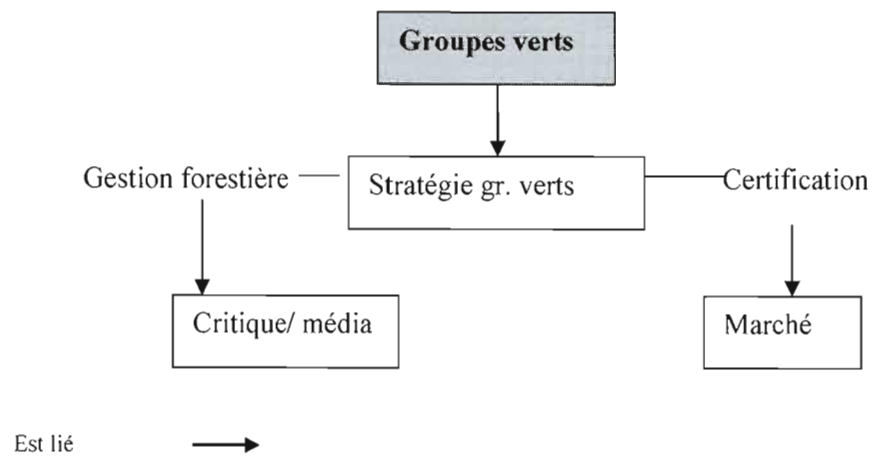 Groupes verts
Gestion forestière
Stratégie gr. verts
Certification
Critique/ média
Marché
Est lié